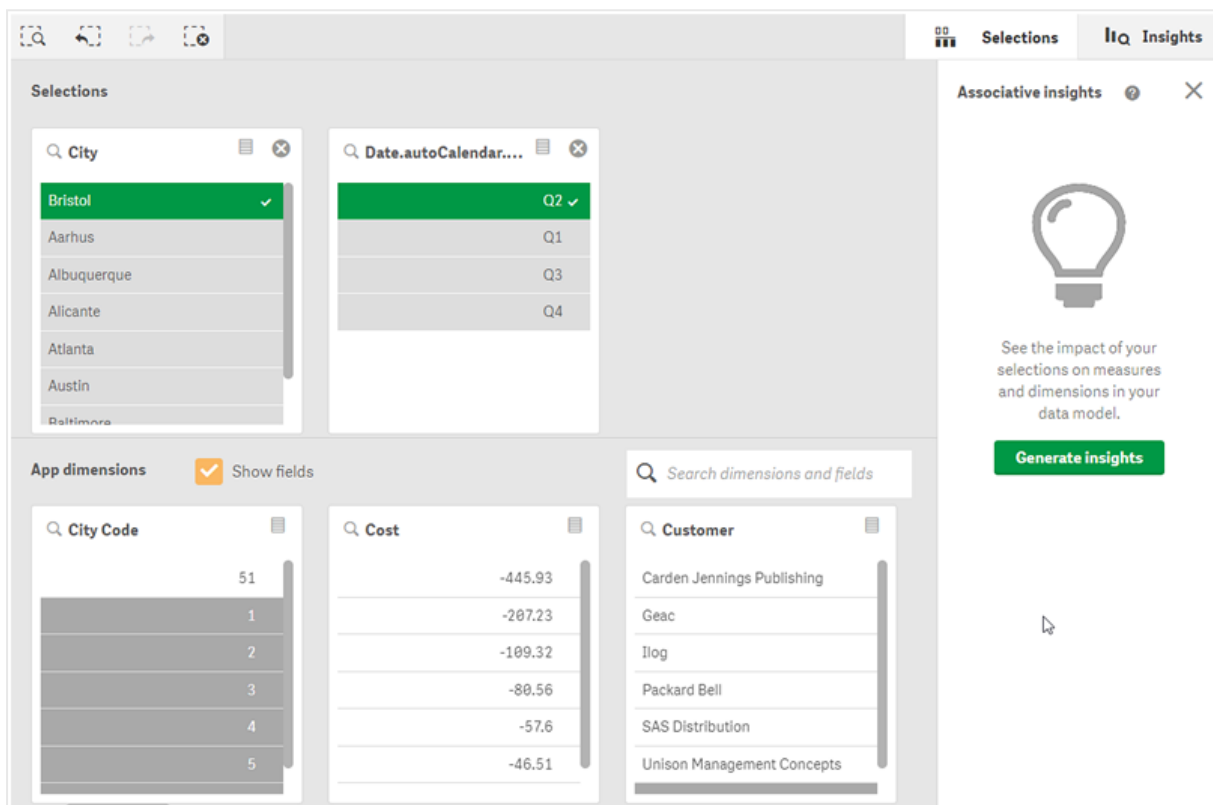 Selections
Insights
Selections
Associative insights
City
Date.autoCalendar....
Bristol
Aarhus
Albuquerque
Alicante
Atlanta
Austin
Baltimore
Q2
Q1
Q3
Q4
See the impact of your
selections on measures
and dimensions in your
data model.
Generate insights
App dimensions
Show fields
Search dimensions and fields
City Code
51
1
2
3
4
5
Cost
-445.93
-207.23
-109.32
-80.56
-57.6
-46.51
Customer
Carden Jennings Publishing
Geac
Ilog
Packard Bell
SAS Distribution
Unison Management Concepts